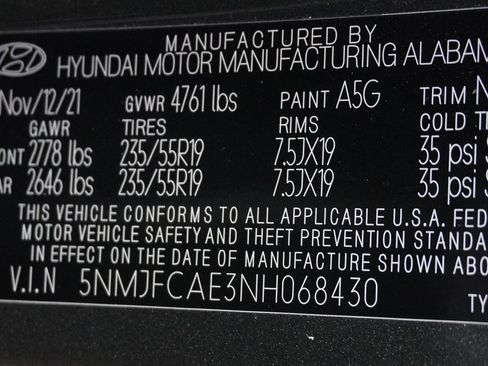 MANUFACTURED BY
HYUNDAI MOTOR MANUFACTURING ALABAM
Nov/12/21 GVWR 4761 lbs PAINT A5G TRIM N
GAWR TIRES RIMS COLD TI
ONT 2778 lbs 235/55R19 7.5JX19 35 psi S
AR 2646 lbs 235/55R19 7.5JX19 35 psi S
THIS VEHICLE CONFORMS TO ALL APPLICABLE U.S.A. FED
MOTOR VEHICLE SAFETY AND THEFT PREVENTION STANDA
IN EFFECT ON THE DATE OF MANUFACTURE SHOWN ABO
V.I.N 5NMJFCAE3NH068430 TY